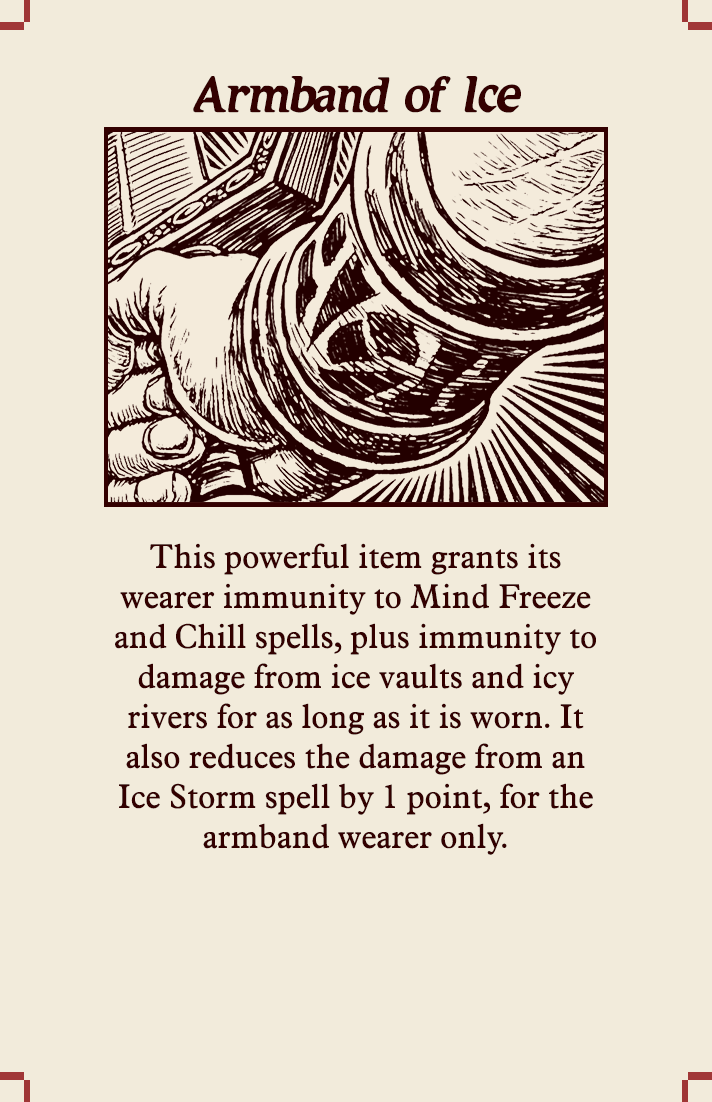 Armband of Ice
This powerful item grants its
wearer immunity to Mind Freeze
and Chill spells, plus immunity to
damage from ice vaults and icy
rivers for as long as it is worn. It
also reduces the damage from an
Ice Storm spell by 1 point, for the
armband wearer only.